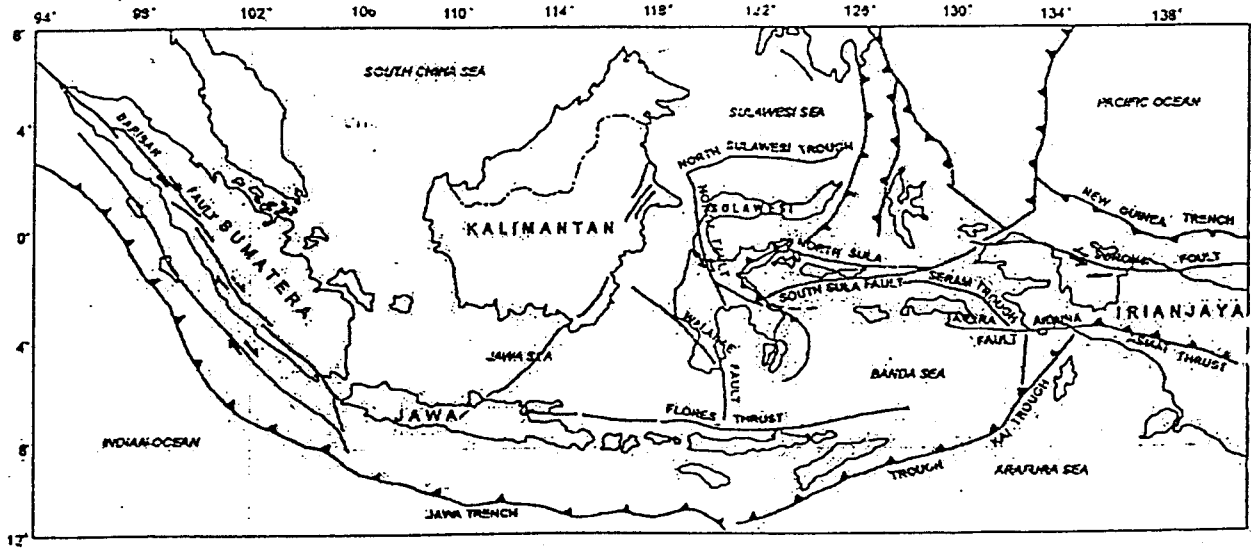 94° 98° 102° 106 110° 114° 118° 122° 126° 130° 134° 138°
8°
SOUTH CHINA SEA
SULAWESI SEA
PACIFIC OCEAN
4°
BARISAN
FAULT
NORTH SULAWESI TROUGH
SULAWESI
NEW GUINEA TRENCH
KALIMANTAN
SUMATERA
0°
FAULT
NORTH SULA
SORONG FAULT
SOUTH SULA FAULT
SERAM TROUGH
IRIANJAYA
TAKERA
FAULT
AIDUNA
THRUST
WALANAE
FAULT
4°
JAWA SEA
BANDA SEA
JAWA
FLORES THRUST
KAI TROUGH
INDIAN-OCEAN
8°
TROUGH
ARAFURA SEA
JAWA TRENCH
12°